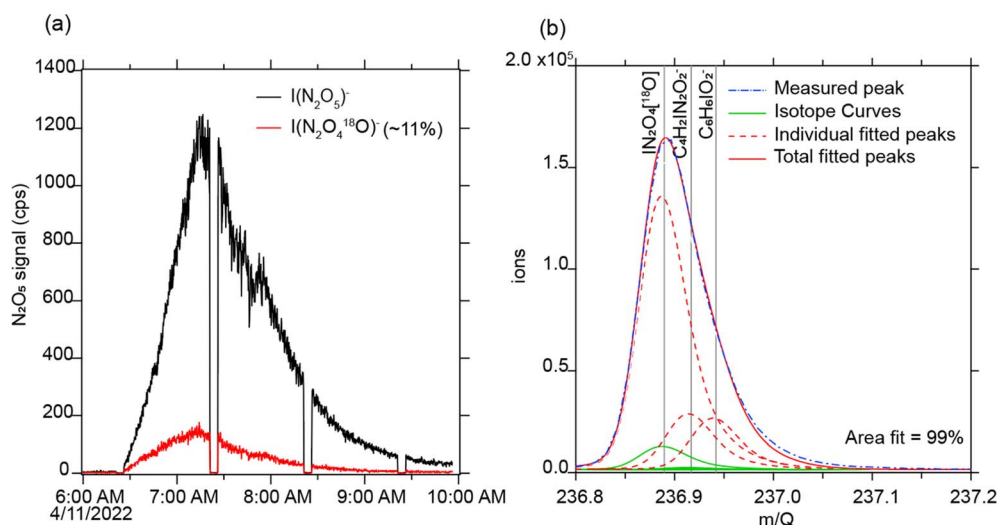 (a)
1400
1200
1000
800
600
400
200
0
N₂O₅ signal (cps)
I(N₂O₅)⁻
I(N₂O₄¹⁸O)⁻ (~11%)
6:00 AM 7:00 AM 8:00 AM 9:00 AM 10:00 AM
4/11/2022
(b)
2.0 x10⁵
1.5
1.0
0.5
0
ions
IN₂O₄[¹⁸O]
C₄H₂IN₂O₂⁻
C₆H₆IO₂⁻
Measured peak
Isotope Curves
Individual fitted peaks
Total fitted peaks
Area fit = 99%
236.8 236.9 237.0 237.1 237.2
m/Q